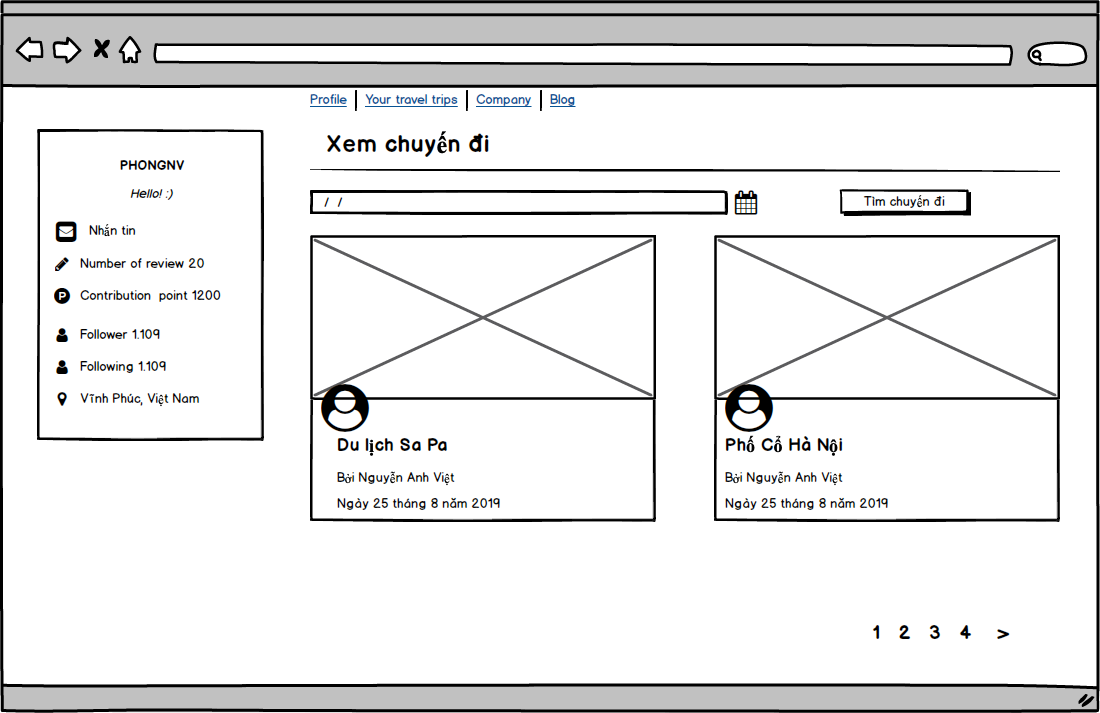 Profile Your travel trips Company Blog
PHONGNV
Hello! :)
Nhắn tin
Number of review 20
Contribution point 1200
Follower 1.109
Following 1.109
Vĩnh Phúc, Việt Nam
Xem chuyến đi
/ /
Tìm chuyến đi
Du lịch Sa Pa
Bởi Nguyễn Anh Việt
Ngày 25 tháng 8 năm 2019
Phố Cổ Hà Nội
Bởi Nguyễn Anh Việt
Ngày 25 tháng 8 năm 2019
1 2 3 4 >